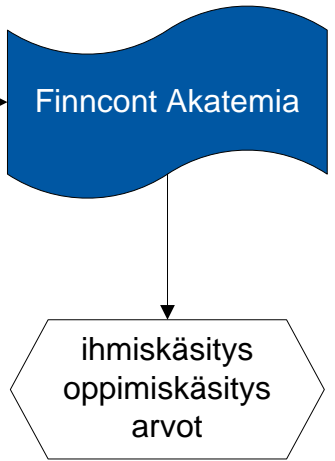 Finncont Akatemia
ihmiskäsitys
oppimiskäsitys
arvot